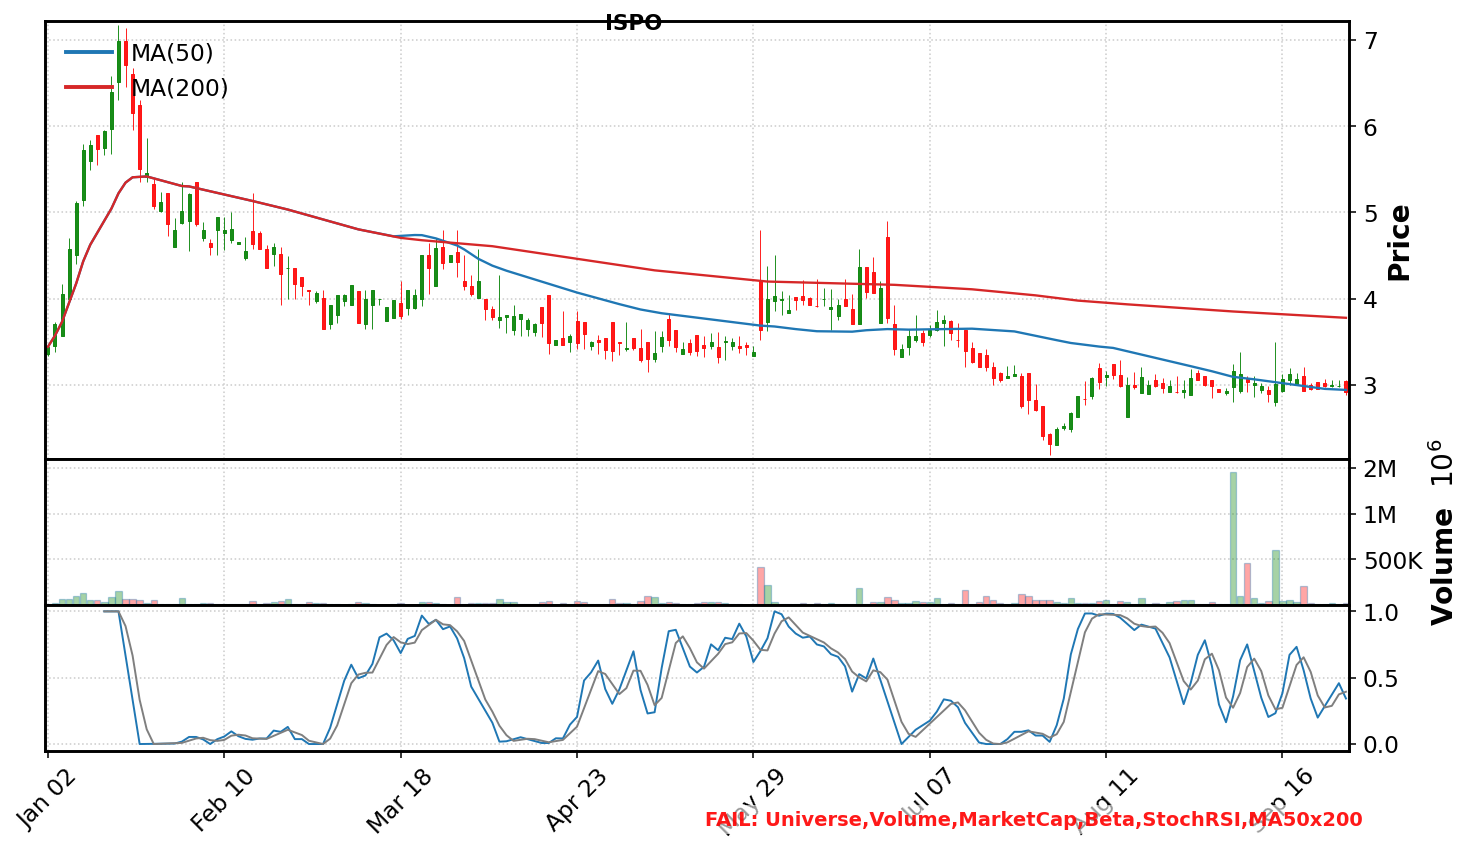 ISPO
MA(50)
MA(200)
7
6
5
4
3
Price
2M
1M
500K
Volume 10^6
1.0
0.5
0.0
Jan 02
Feb 10
Mar 18
Apr 23
May 29
Jul 07
Aug 11
Sep 16
FAIL: Universe,Volume,MarketCap,Beta,StochRSI,MA50x200